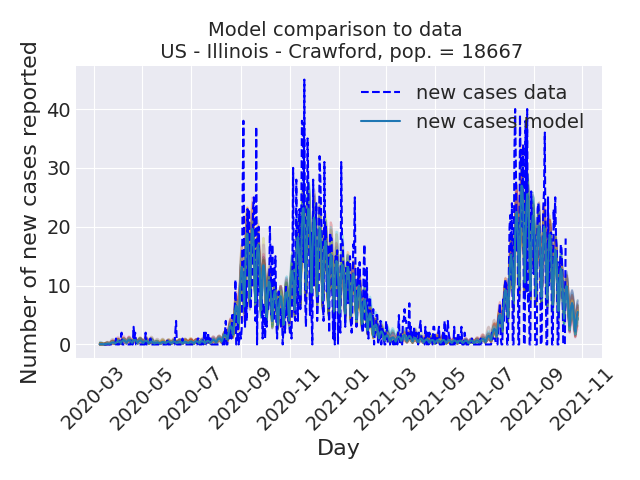 Model comparison to data
US - Illinois - Crawford, pop. = 18667
Number of new cases reported
new cases data
new cases model
40
30
20
10
0
2020-03
2020-05
2020-07
2020-09
2020-11
2021-01
2021-03
2021-05
2021-07
2021-09
2021-11
Day